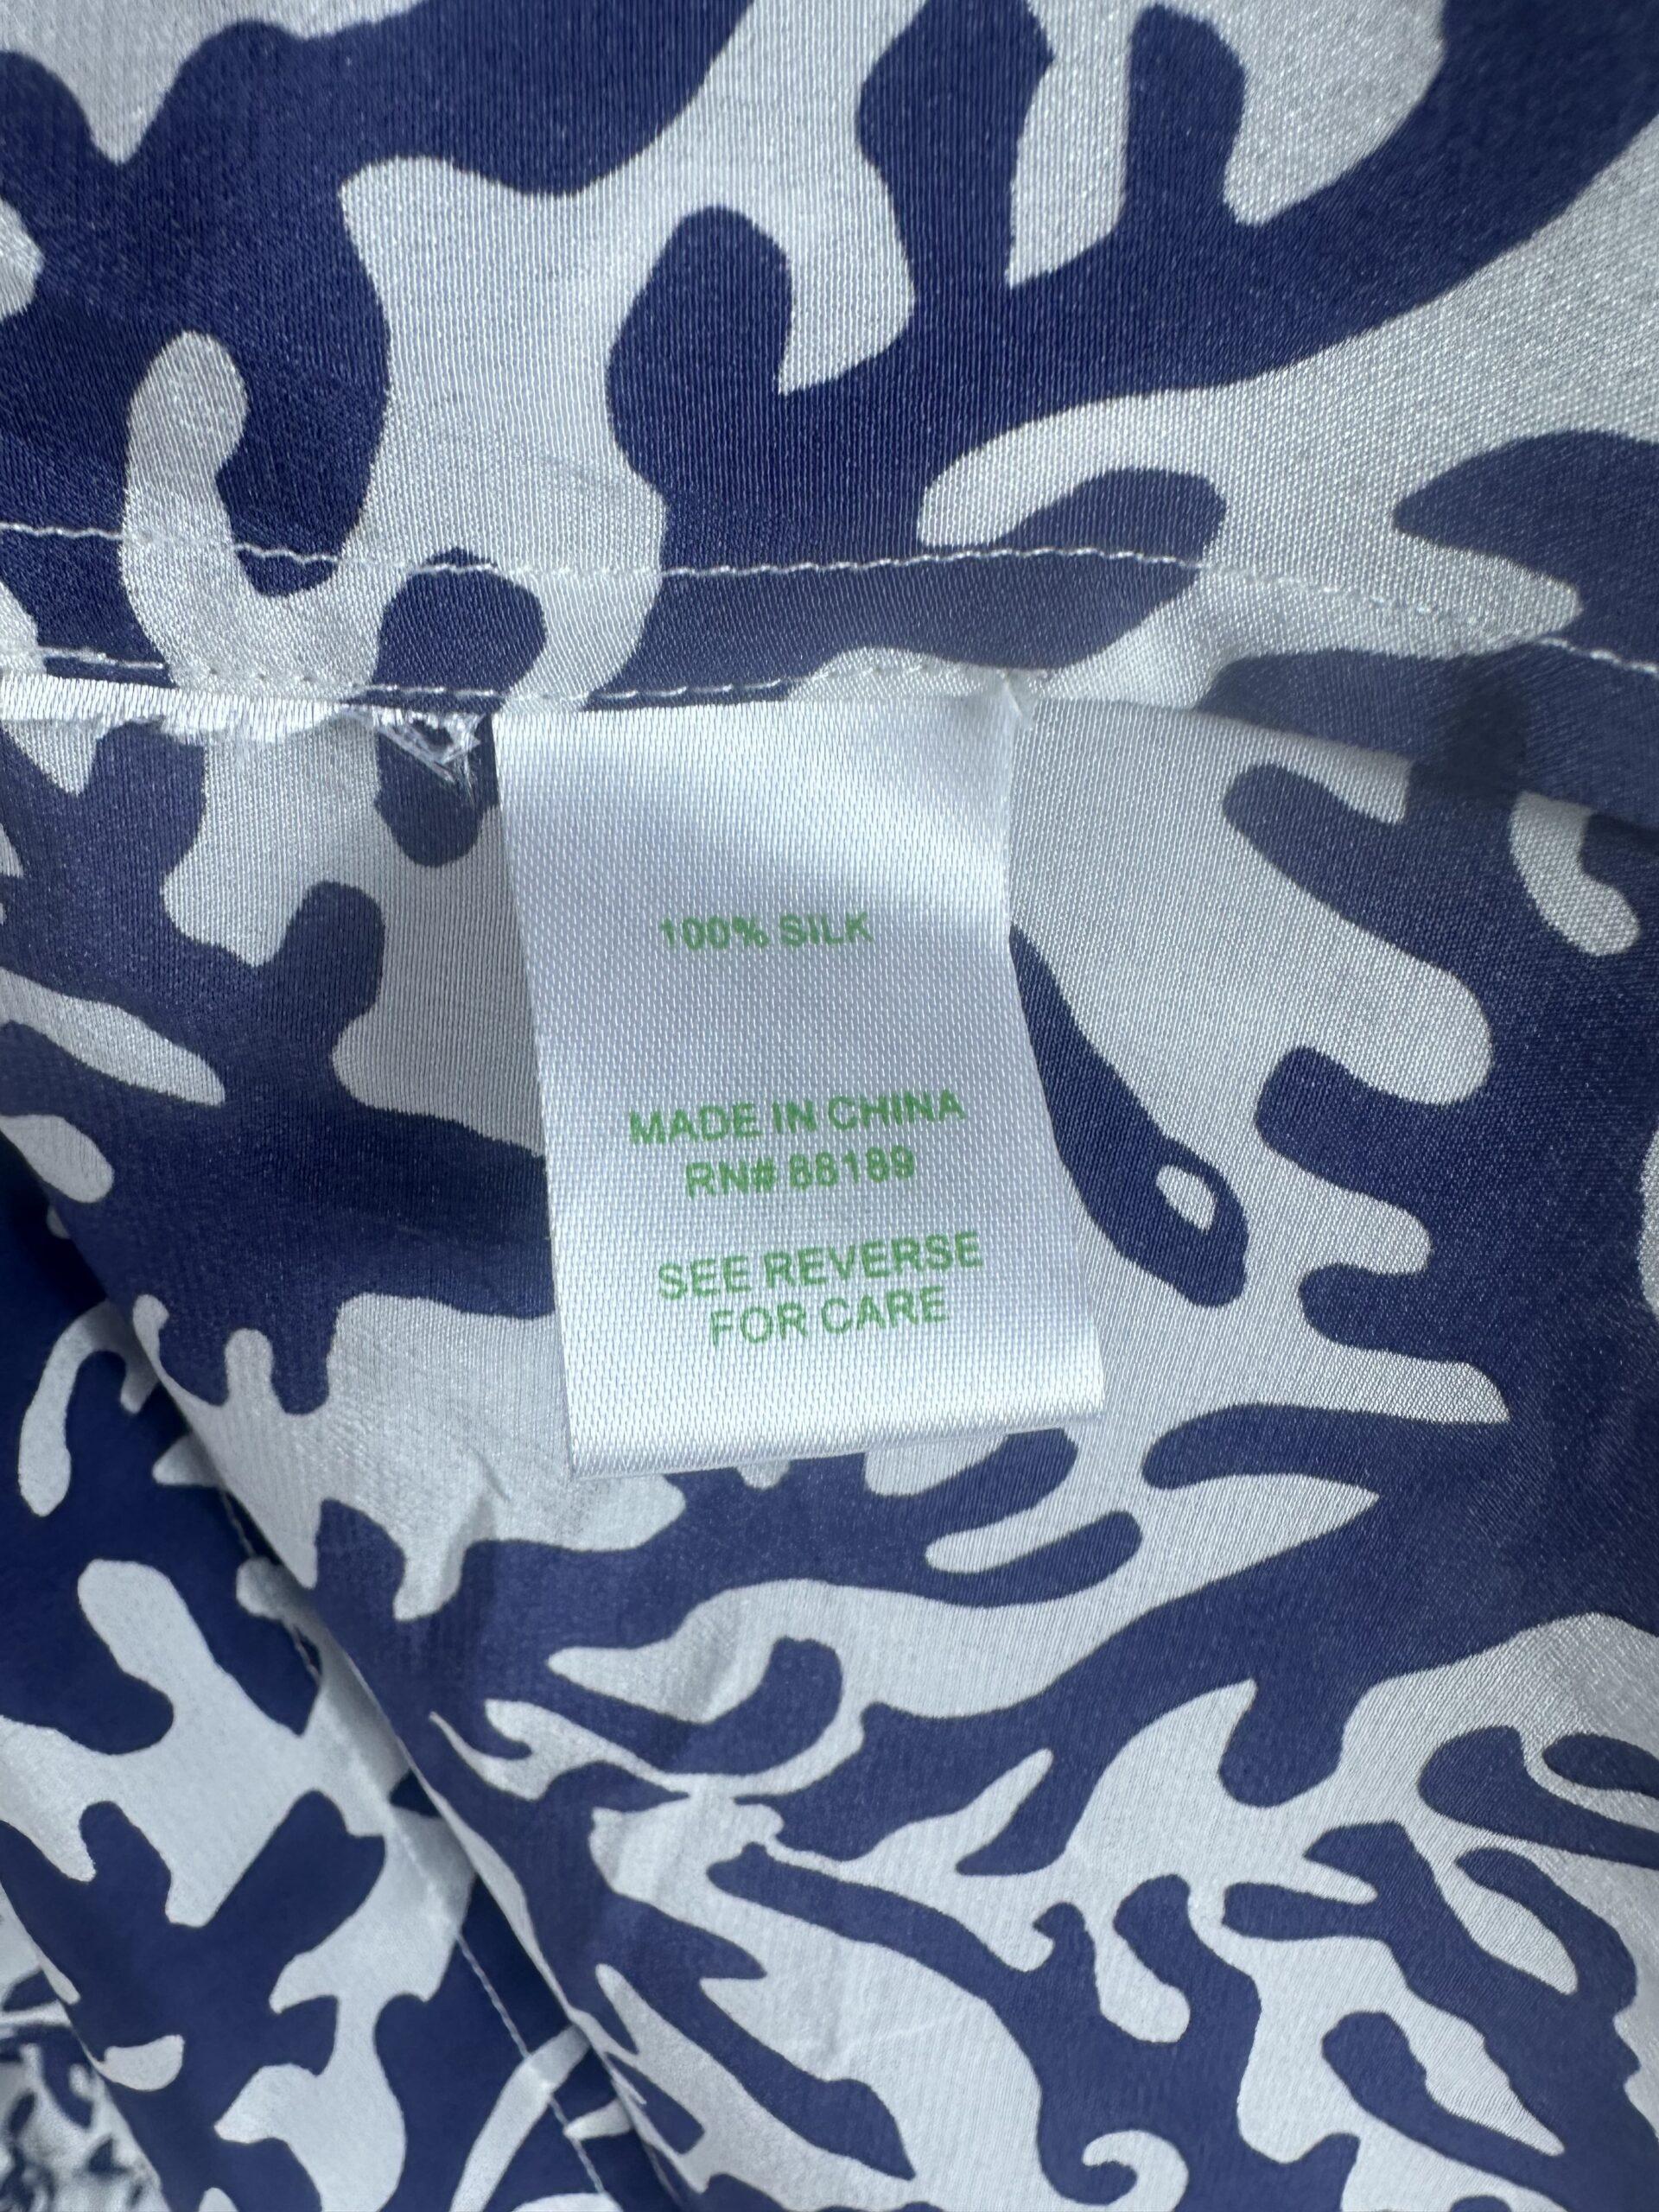 100% SILK
MADE IN CHINA
RN# 88189
SEE REVERSE
FOR CARE